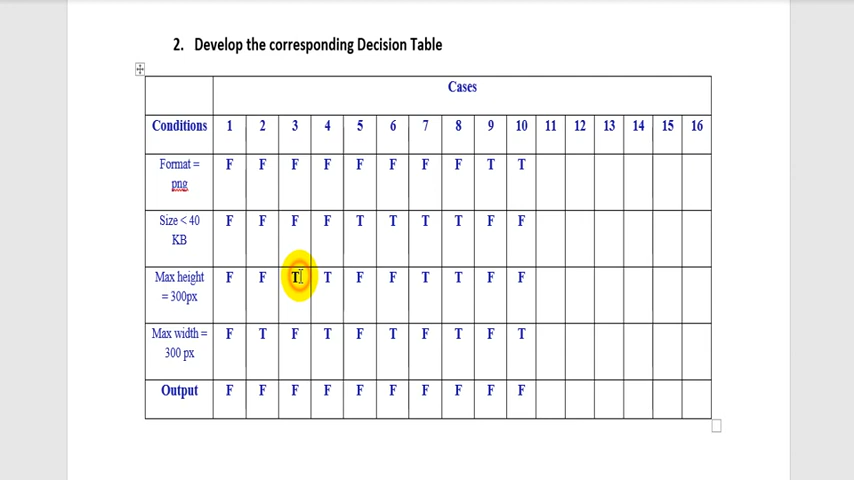 2. Develop the corresponding Decision Table
Cases
Conditions 1 2 3 4 5 6 7 8 9 10 11 12 13 14 15 16
Format = F F F F F F F F T T
png
Size < 40 F F F F T T T T F F
KB
Max height F F T T F F T T F F
= 300px
Max width = F T F T F T F T F T
300 px
Output F F F F F F F F F F